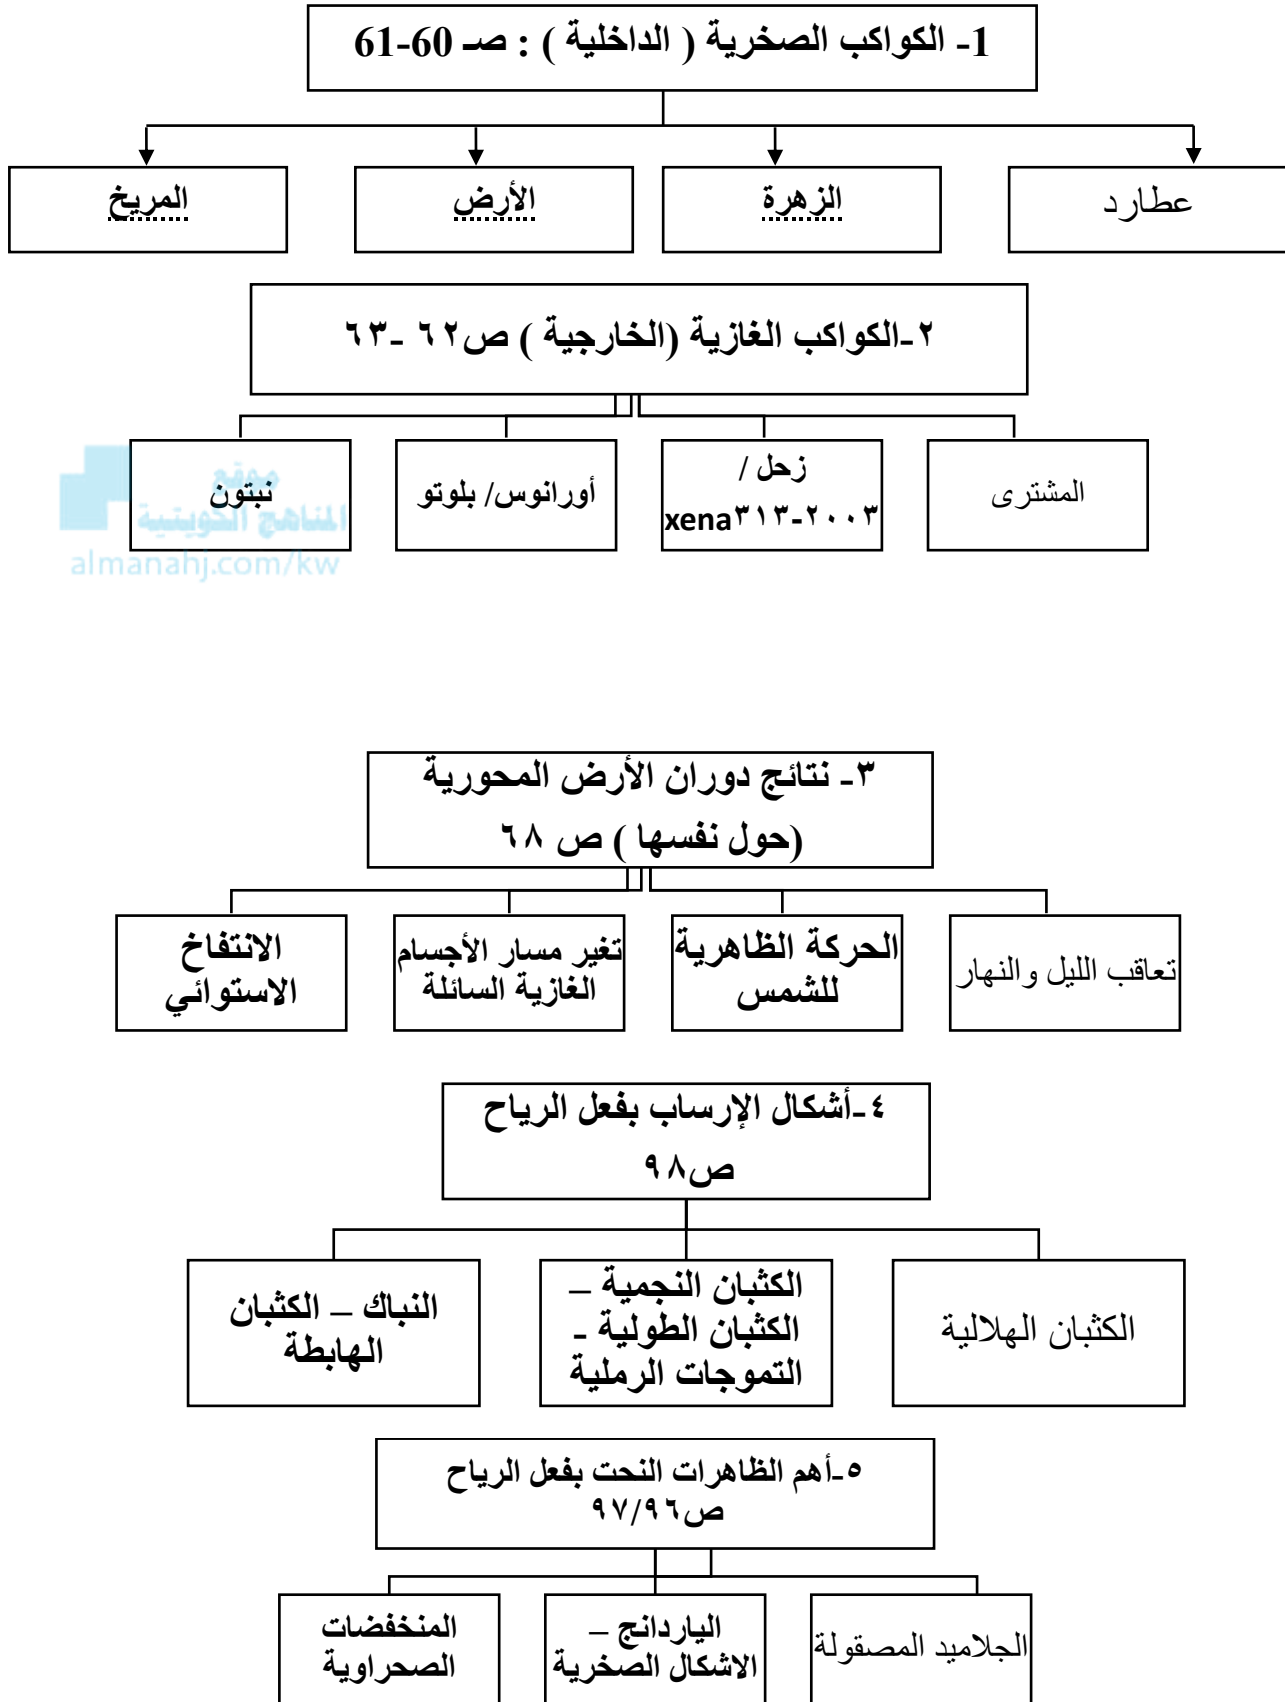 1- الكواكب الصخرية ( الداخلية ) : صـ 60-61
عطارد
الزهرة
الأرض
المريخ
٢-الكواكب الغازية (الخارجية ) ص٦٢ -٦٣
المشترى
زحل /
xena٣١٣-٢٠٠٣
أورانوس/ بلوتو
نبتون
موقع
المناهج الكويتية
almanahj.com/kw
٣- نتائج دوران الأرض المحورية
(حول نفسها ) ص ٦٨
تعاقب الليل والنهار
الحركة الظاهرية
للشمس
تغير مسار الأجسام
الغازية السائلة
الانتفاخ
الاستوائي
٤-أشكال الإرساب بفعل الرياح
ص٩٨
الكثبان الهلالية
الكثبان النجمية –
الكثبان الطولية -
التموجات الرملية
النباك – الكثبان
الهابطة
٥-أهم الظاهرات النحت بفعل الرياح
ص٩٧/٩٦
الجلاميد المصقولة
الياردانج –
الاشكال الصخرية
المنخفضات
الصحراوية